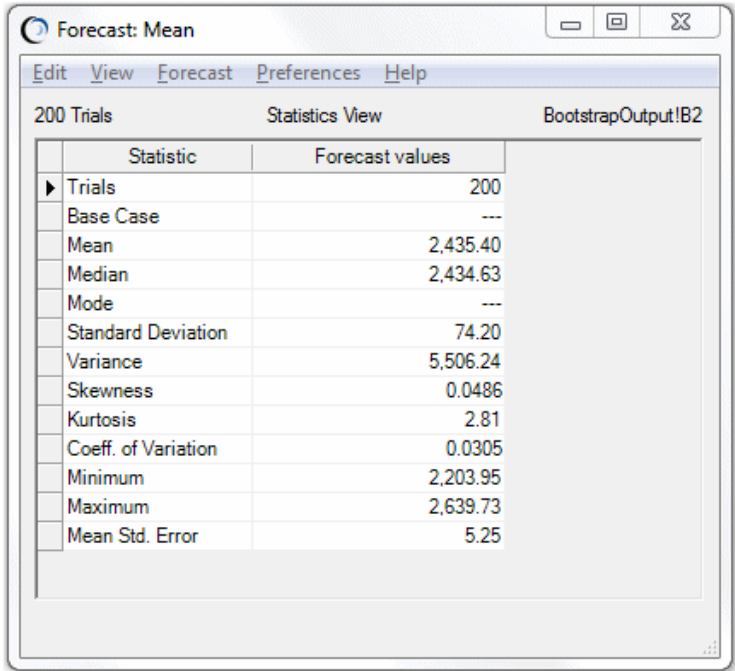 Forecast: Mean
Edit View Forecast Preferences Help
200 Trials Statistics View BootstrapOutput!B2
Statistic Forecast values
Trials 200
Base Case ---
Mean 2,435.40
Median 2,434.63
Mode ---
Standard Deviation 74.20
Variance 5,506.24
Skewness 0.0486
Kurtosis 2.81
Coeff. of Variation 0.0305
Minimum 2,203.95
Maximum 2,639.73
Mean Std. Error 5.25